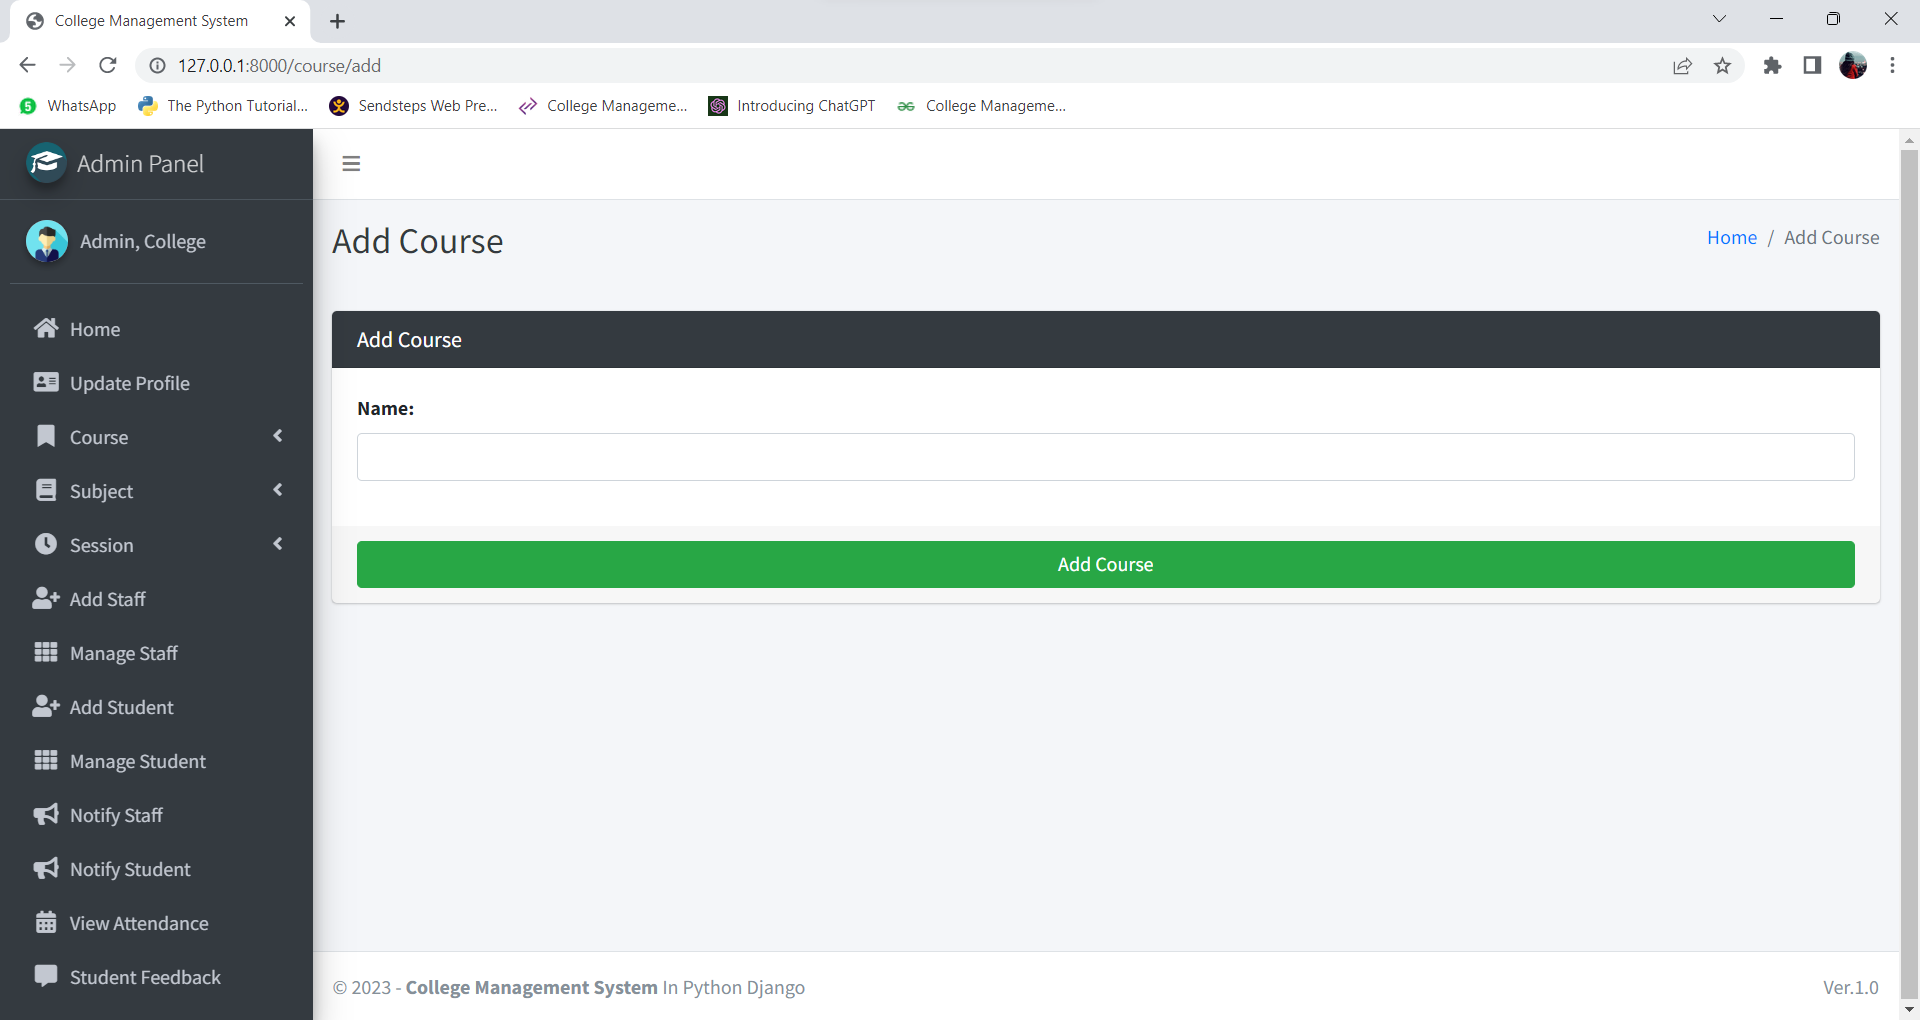 College Management System
127.0.0.1:8000/course/add
WhatsApp
The Python Tutorial...
Sendsteps Web Pre...
College Manageme...
Introducing ChatGPT
College Manageme...
Admin Panel
Admin, College
Home
Update Profile
Course
Subject
Session
Add Staff
Manage Staff
Add Student
Manage Student
Notify Staff
Notify Student
View Attendance
Student Feedback
Add Course
Home / Add Course
Add Course
Name:
Add Course
© 2023 - College Management System In Python Django
Ver.1.0